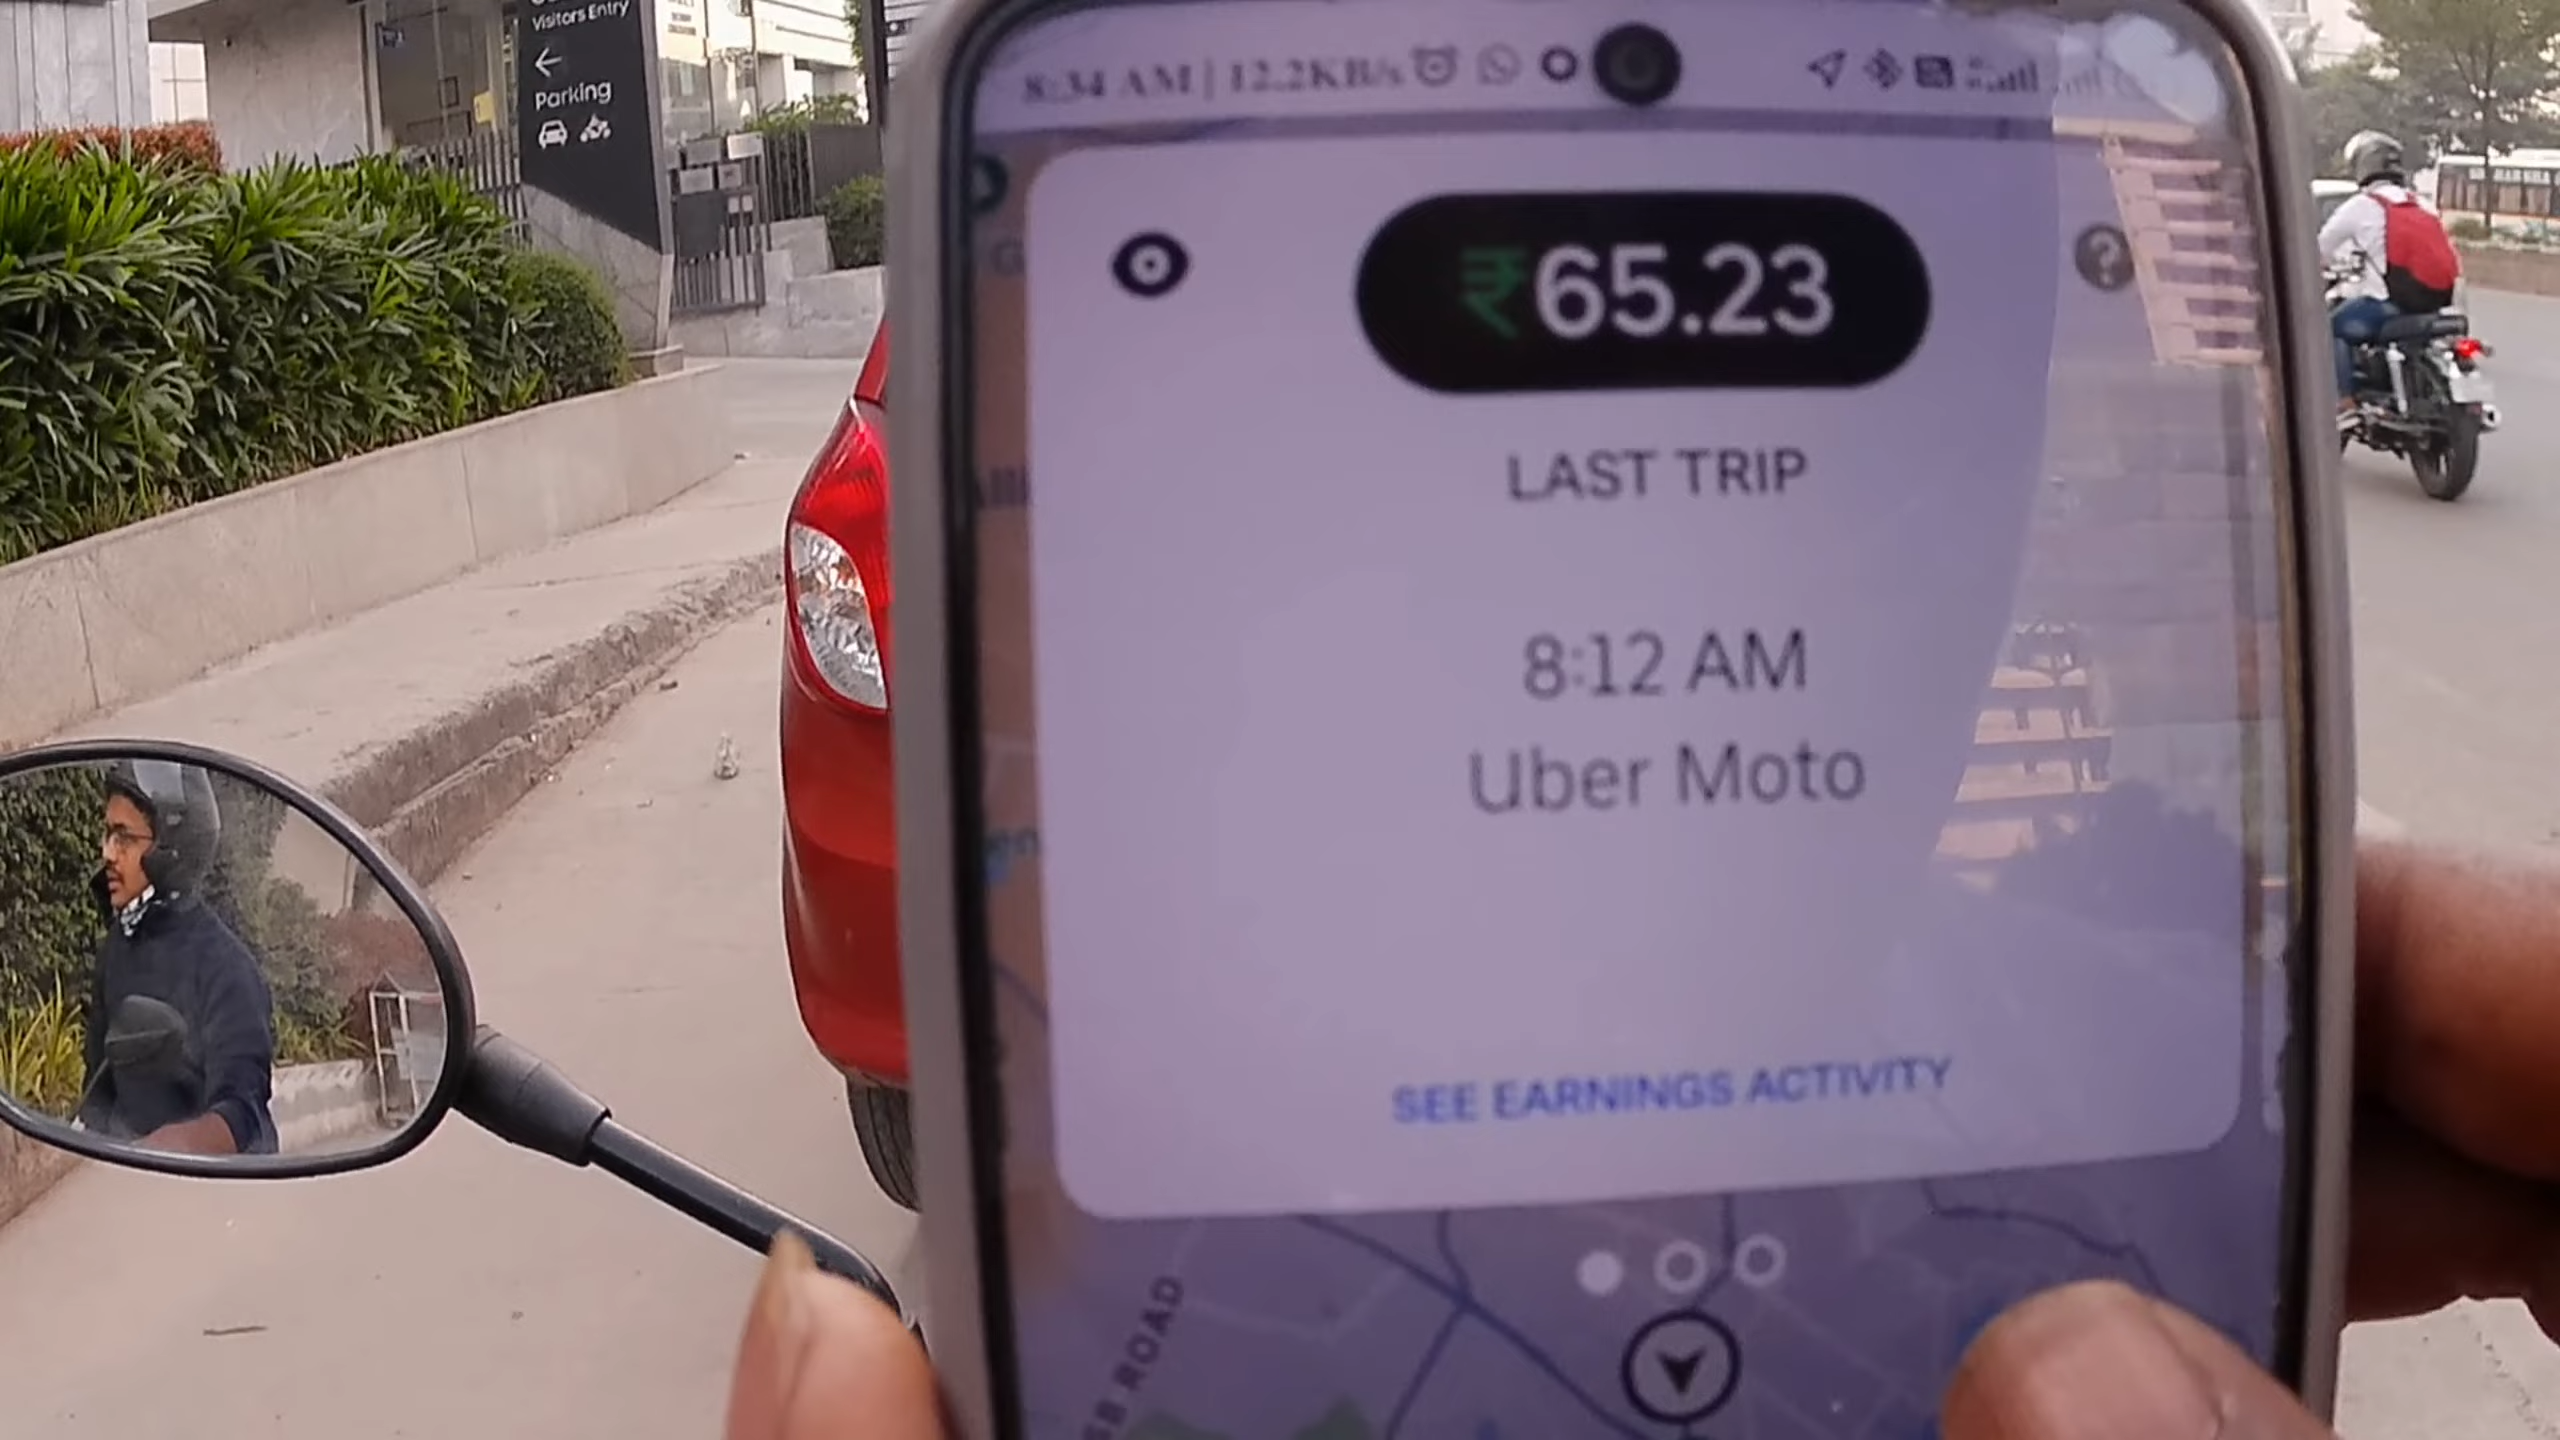 Visitors Entry
←
Parking
8:34 AM | 12.2KB/s
₹65.23
LAST TRIP
8:12 AM
Uber Moto
SEE EARNINGS ACTIVITY
SB ROAD